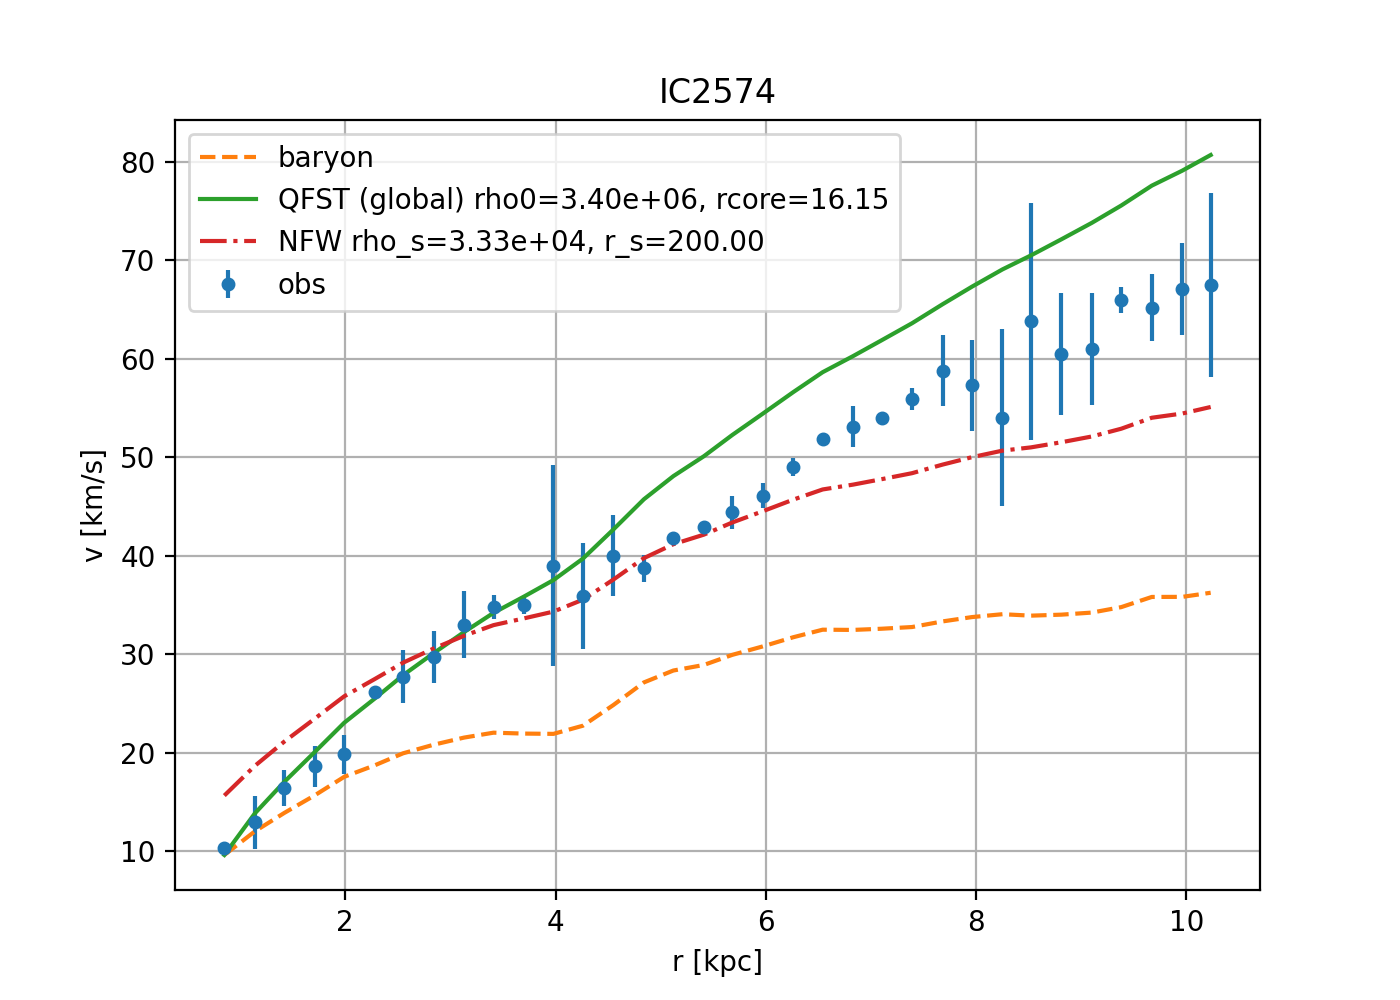 IC2574
baryon
QFST (global) rho0=3.40e+06, rcore=16.15
NFW rho_s=3.33e+04, r_s=200.00
obs
80
70
60
50
40
30
20
10
v [km/s]
2 4 6 8 10
r [kpc]